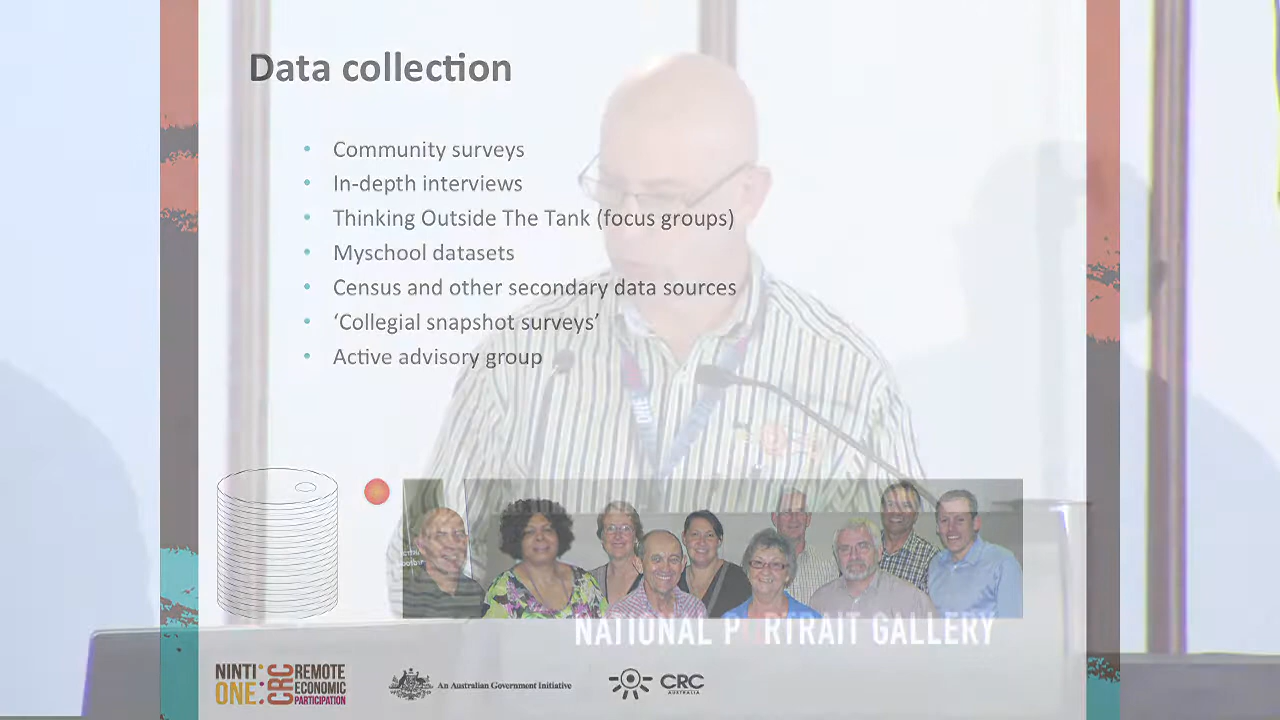 Data collection
Community surveys
In-depth interviews
Thinking Outside The Tank (focus groups)
Myschool datasets
Census and other secondary data sources
‘Collegial snapshot surveys’
Active advisory group
ONE
NATIONAL PORTRAIT GALLERY
NINTI ONE: CRC REMOTE ECONOMIC PARTICIPATION
An Australian Government Initiative
CRC
AUSTRALIA